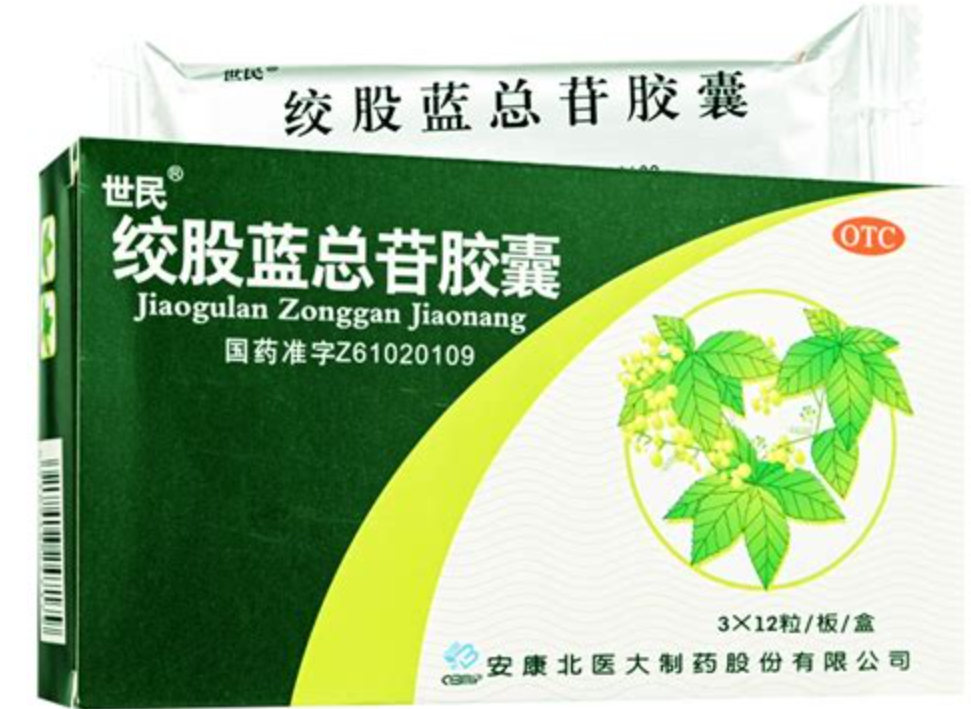 世民®
绞股蓝总苷胶囊
世民®
绞股蓝总苷胶囊
Jiaogulan Zonggan Jiaonang
国药准字Z61020109
OTC
3×12粒/板/盒
安康北医大制药股份有限公司